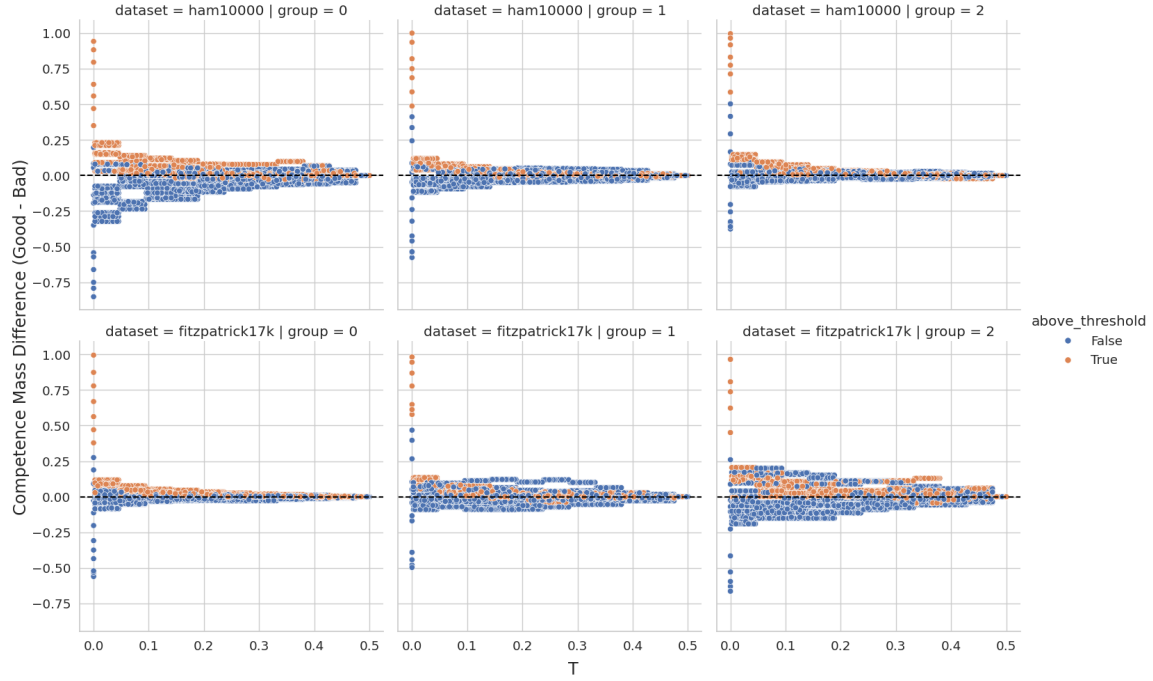 dataset = ham10000 | group = 0
dataset = ham10000 | group = 1
dataset = ham10000 | group = 2
1.00
0.75
0.50
0.25
0.00
−0.25
−0.50
−0.75
dataset = fitzpatrick17k | group = 0
dataset = fitzpatrick17k | group = 1
dataset = fitzpatrick17k | group = 2
1.00
0.75
0.50
0.25
0.00
−0.25
−0.50
−0.75
0.0 0.1 0.2 0.3 0.4 0.5
0.0 0.1 0.2 0.3 0.4 0.5
0.0 0.1 0.2 0.3 0.4 0.5
T
Competence Mass Difference (Good - Bad)
above_threshold
False
True